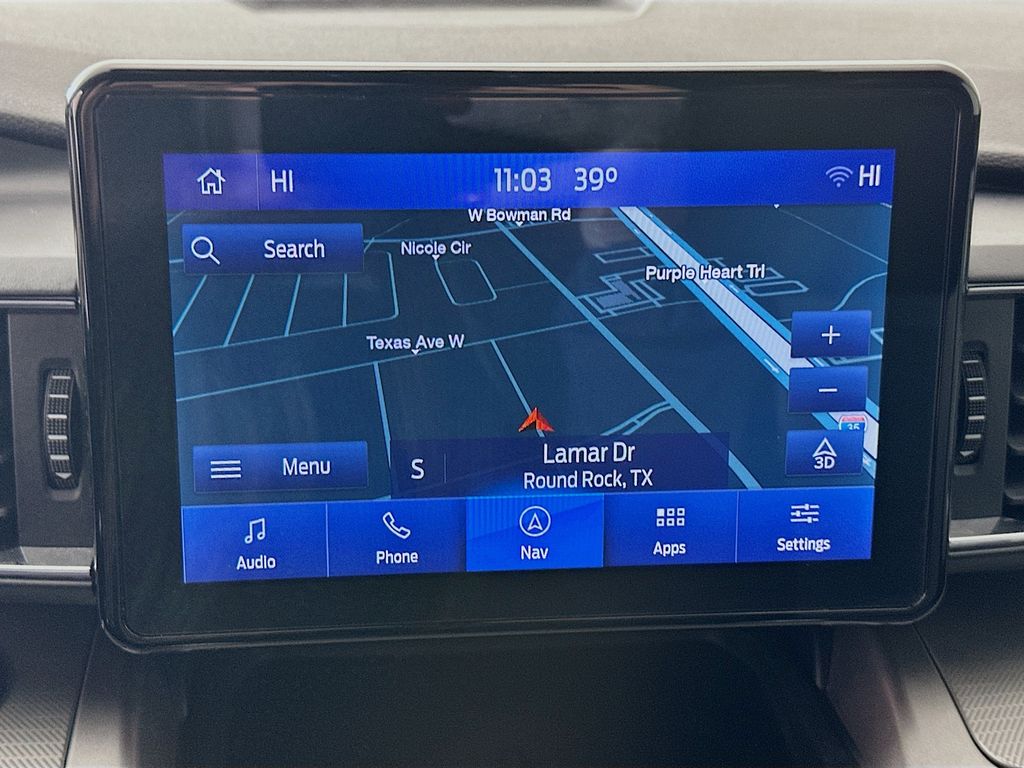 HI 11:03 39° HI
W Bowman Rd
Search
Nicole Cir
Purple Heart Trl
+
Texas Ave W
−
35
3D
Menu
S
Lamar Dr
Round Rock, TX
Audio
Phone
Nav
Apps
Settings